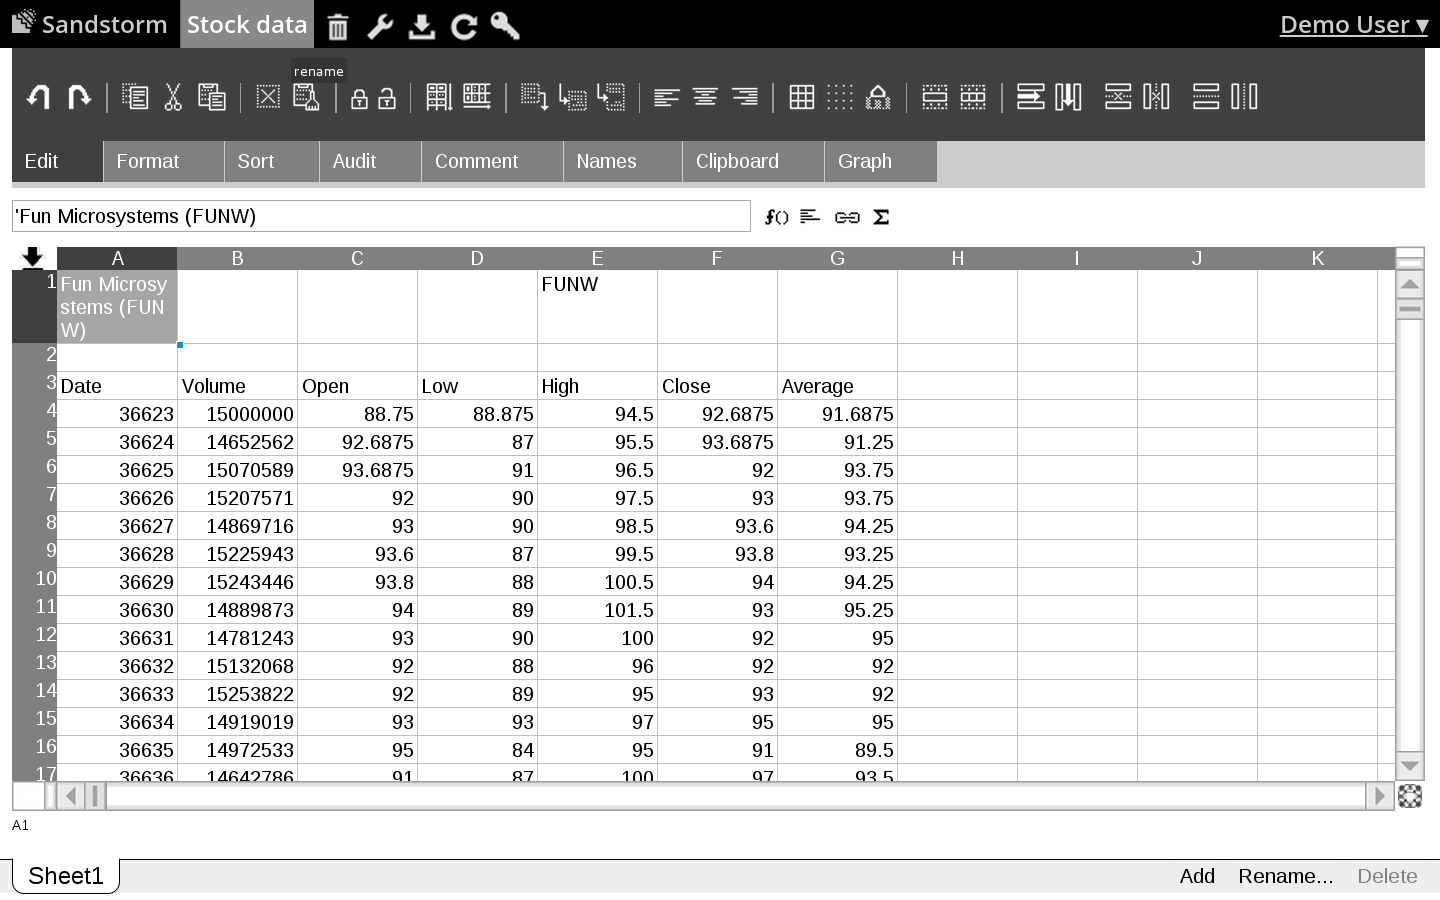 Sandstorm Stock data Demo User ▾
rename
Edit Format Sort Audit Comment Names Clipboard Graph
'Fun Microsystems (FUNW) f() Σ
A B C D E F G H I J K
1 Fun Microsy FUNW
stems (FUN
W)
2
3 Date Volume Open Low High Close Average
4 36623 15000000 88.75 88.875 94.5 92.6875 91.6875
5 36624 14652562 92.6875 87 95.5 93.6875 91.25
6 36625 15070589 93.6875 91 96.5 92 93.75
7 36626 15207571 92 90 97.5 93 93.75
8 36627 14869716 93 90 98.5 93.6 94.25
9 36628 15225943 93.6 87 99.5 93.8 93.25
10 36629 15243446 93.8 88 100.5 94 94.25
11 36630 14889873 94 89 101.5 93 95.25
12 36631 14781243 93 90 100 92 95
13 36632 15132068 92 88 96 92 92
14 36633 15253822 92 89 95 93 92
15 36634 14919019 93 93 97 95 95
16 36635 14972533 95 84 95 91 89.5
17 36636 14642786 91 87 100 97 93.5
A1
Sheet1 Add Rename... Delete